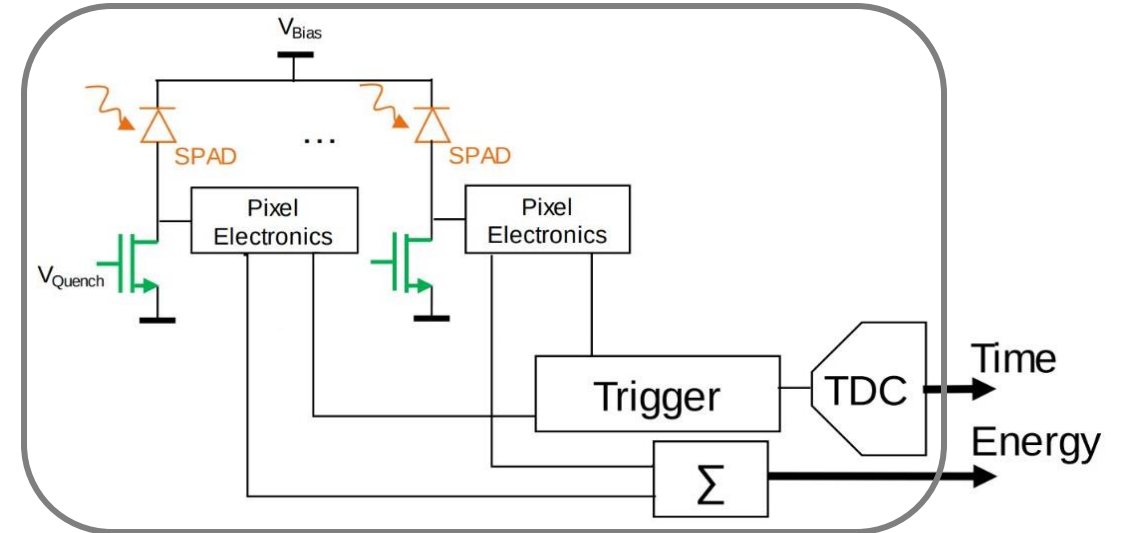 VBias
SPAD
...
SPAD
Pixel
Electronics
Pixel
Electronics
VQuench
Trigger
TDC
Time
Energy
Σ